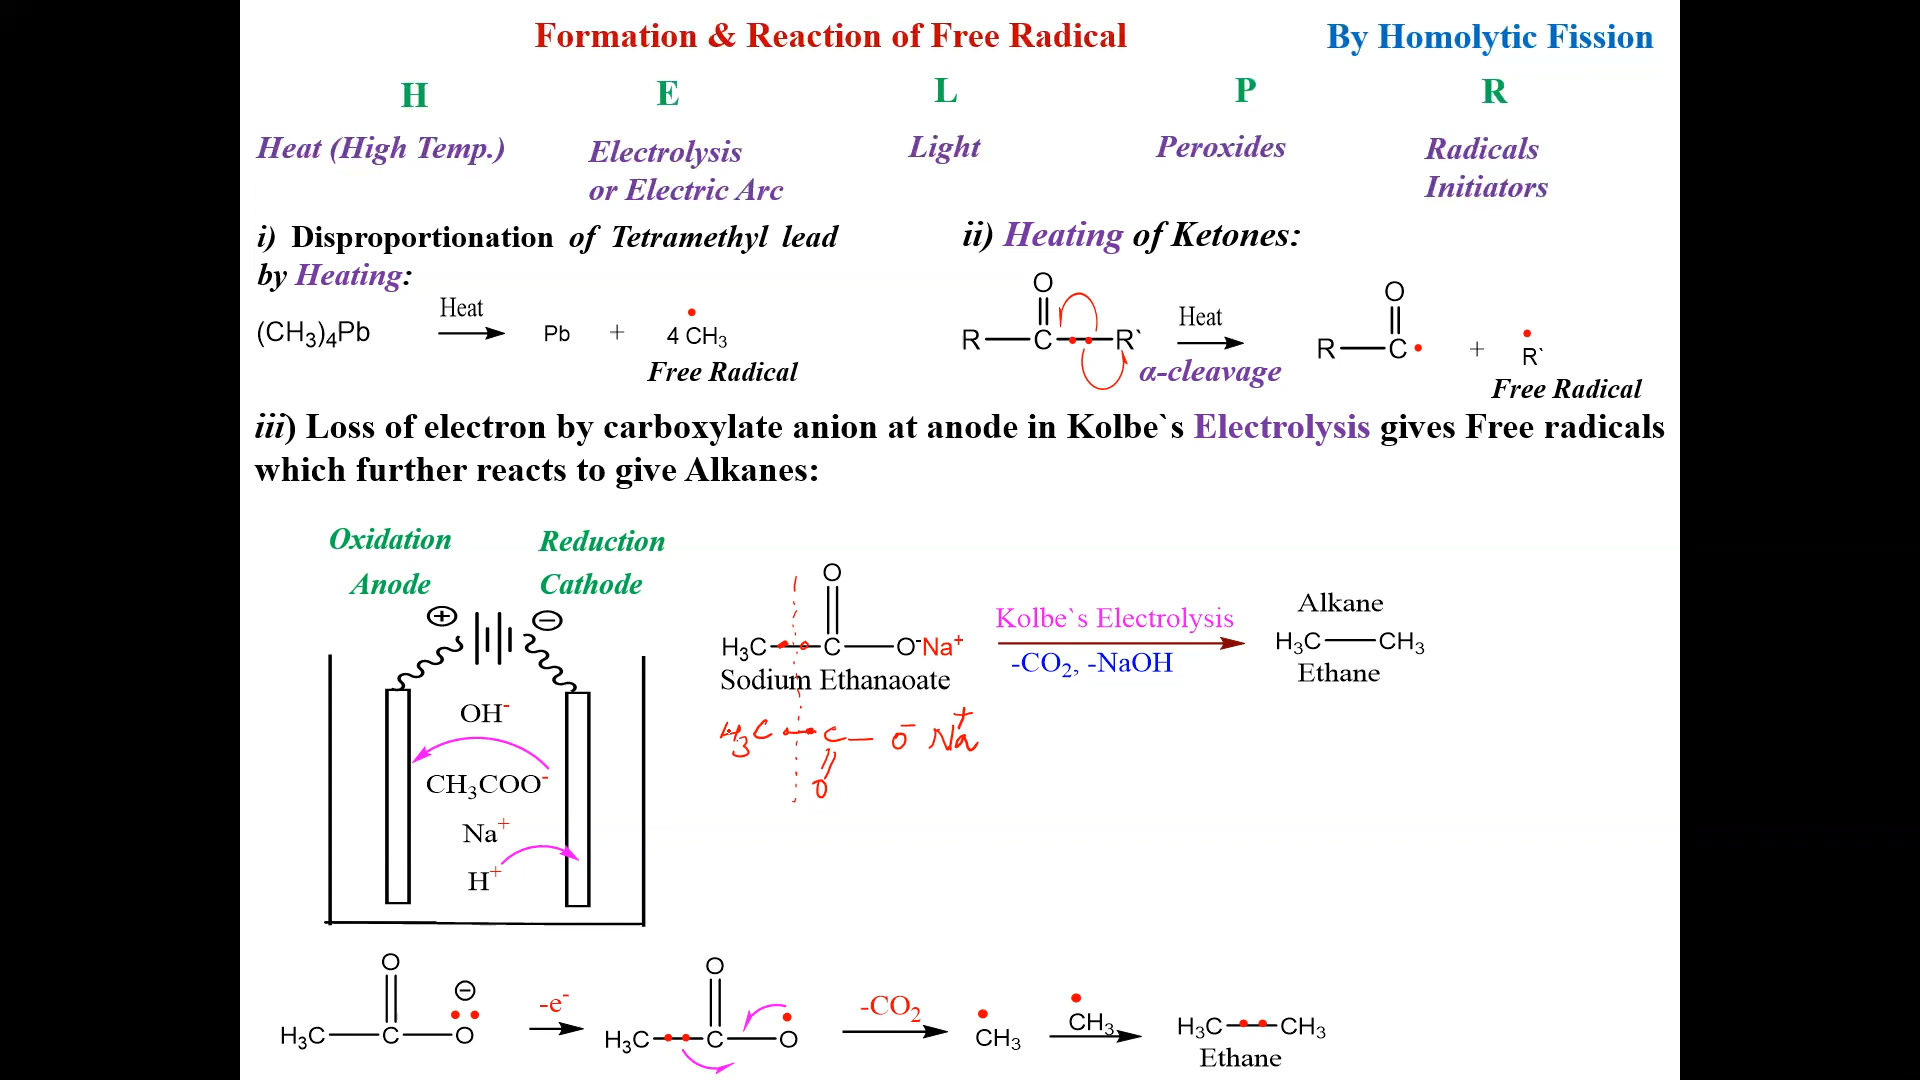 Formation & Reaction of Free Radical By Homolytic Fission
H E L P R
Heat (High Temp.) Electrolysis or Electric Arc Light Peroxides Radicals Initiators
i) Disproportionation of Tetramethyl lead
by Heating:
(CH3)4Pb Heat Pb + 4 CH3
Free Radical
ii) Heating of Ketones:
O O
R C R` Heat R C + R`
α-cleavage
Free Radical
iii) Loss of electron by carboxylate anion at anode in Kolbe`s Electrolysis gives Free radicals
which further reacts to give Alkanes:
Oxidation Reduction
Anode Cathode
+ −
OH-
CH3COO-
Na+
H+
O
H3C C O-Na+
Sodium Ethanaoate
Kolbe`s Electrolysis
-CO2, -NaOH
Alkane
H3C CH3
Ethane
H3C C O- Na+
O
O O
H3C C O -e- H3C C O -CO2 CH3 CH3 H3C CH3
Ethane